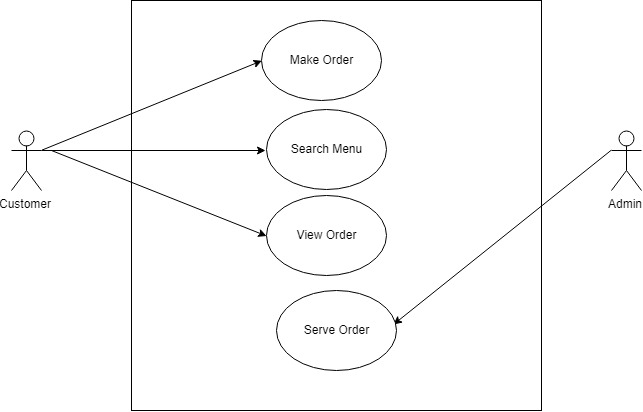 Make Order
Search Menu
View Order
Serve Order
Customer
Admin